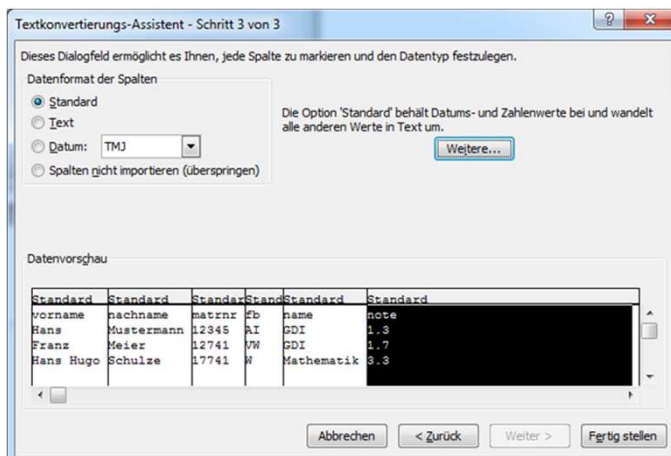 Textkonvertierungs-Assistent - Schritt 3 von 3
Dieses Dialogfeld ermöglicht es Ihnen, jede Spalte zu markieren und den Datentyp festzulegen.
Datenformat der Spalten
Standard
Text
Datum: TMJ
Spalten nicht importieren (überspringen)
Die Option 'Standard' behält Datums- und Zahlenwerte bei und wandelt
alle anderen Werte in Text um.
Weitere...
Datenvorschau
Standard Standard Standar Stand Standard Standard
vorname nachname matrnr fb name note
Hans Mustermann 12345 AI GDI 1.3
Franz Meier 12741 VW GDI 1.7
Hans Hugo Schulze 17741 W Mathematik 3.3
Abbrechen < Zurück Weiter > Fertig stellen